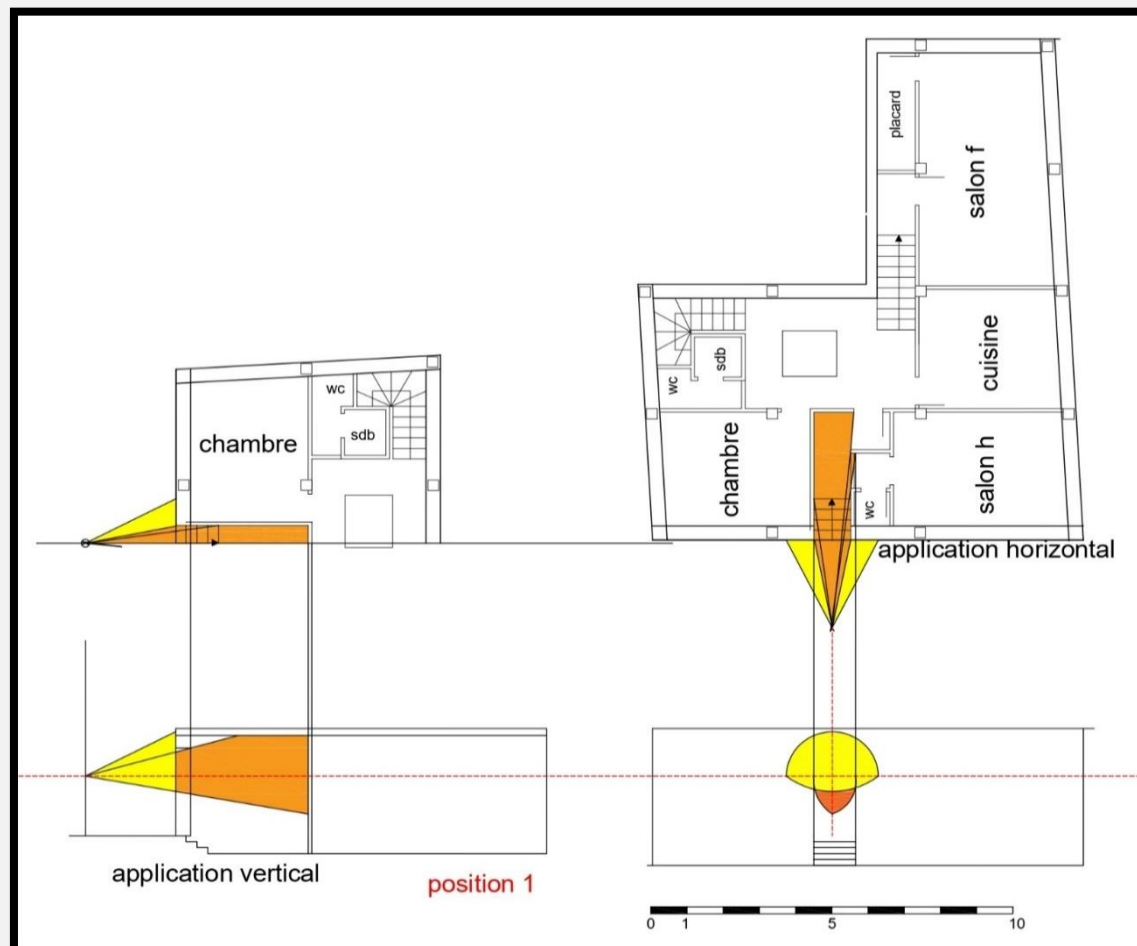 placard
salon f
cuisine
sdb
wc
chambre
salon h
wc
application horizontal
wc
sdb
chambre
application vertical
position 1
0 1 5 10